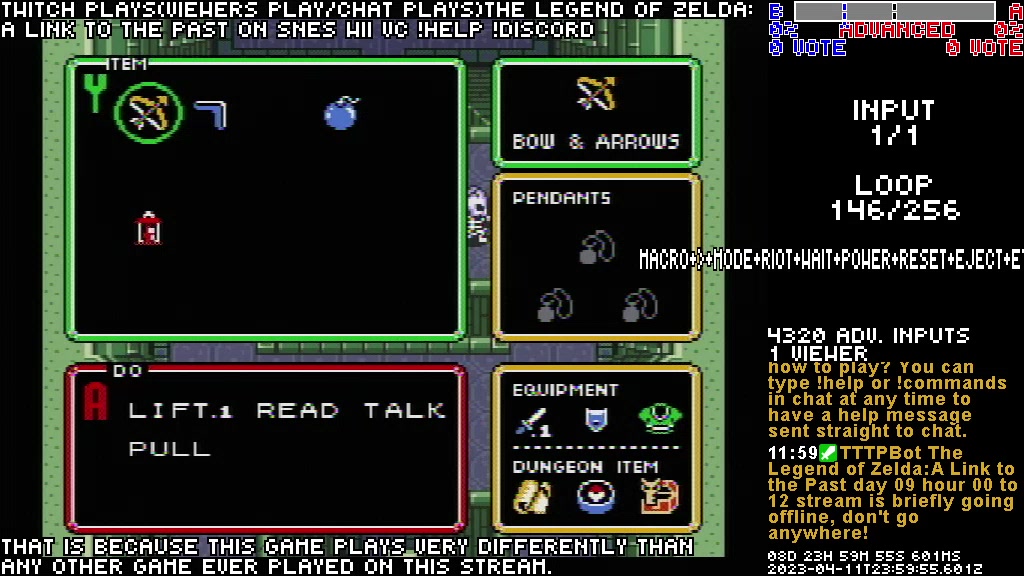 TWITCH PLAYS(VIEWERS PLAY/CHAT PLAYS)THE LEGEND OF ZELDA:
A LINK TO THE PAST ON SNES WII VC !HELP !DISCORD
B A
0% ADVANCED 0%
0 VOTE 0 VOTE
ITEM
Y
BOW & ARROWS
INPUT
1/1
LOOP
146/256
PENDANTS
MACRO+>+MODE+RIOT+WAIT+POWER+RESET+EJECT+E
4320 ADV. INPUTS
1 VIEWER
how to play? You can
type !help or !commands
in chat at any time to
have a help message
sent straight to chat.
11:59 TTTPBot The
Legend of Zelda:A Link to
the Past day 09 hour 00 to
12 stream is briefly going
offline, don't go
anywhere!
DO
A
LIFT.1 READ TALK
PULL
EQUIPMENT
1
DUNGEON ITEM
THAT IS BECAUSE THIS GAME PLAYS VERY DIFFERENTLY THAN
ANY OTHER GAME EVER PLAYED ON THIS STREAM.
08D 23H 59M 55S 601MS
2023-04-11T23:59:55.601Z